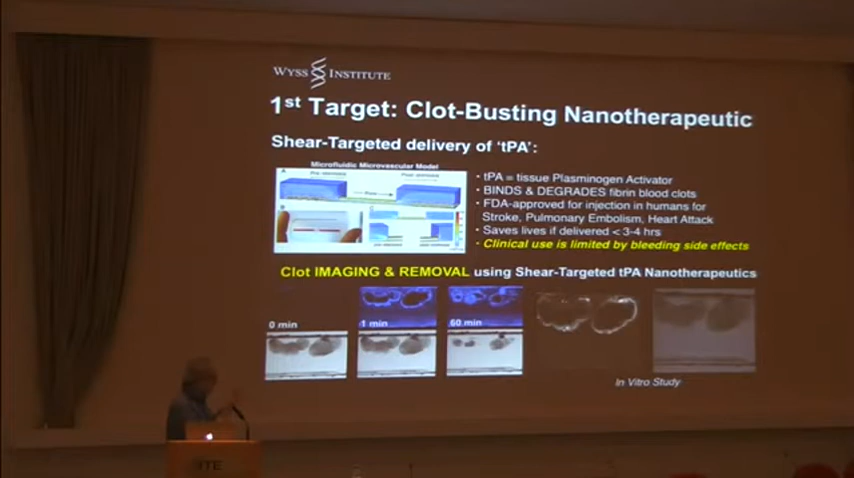 WYSS INSTITUTE
1st Target: Clot-Busting Nanotherapeutic
Shear-Targeted delivery of 'tPA':
Microfluidic Microvascular Model
• tPA = tissue Plasminogen Activator
• BINDS & DEGRADES fibrin blood clots
• FDA-approved for injection in humans for
Stroke, Pulmonary Embolism, Heart Attack
• Saves lives if delivered < 3-4 hrs
• Clinical use is limited by bleeding side effects
Clot IMAGING & REMOVAL using Shear-Targeted tPA Nanotherapeutics
0 min
1 min
60 min
In Vitro Study